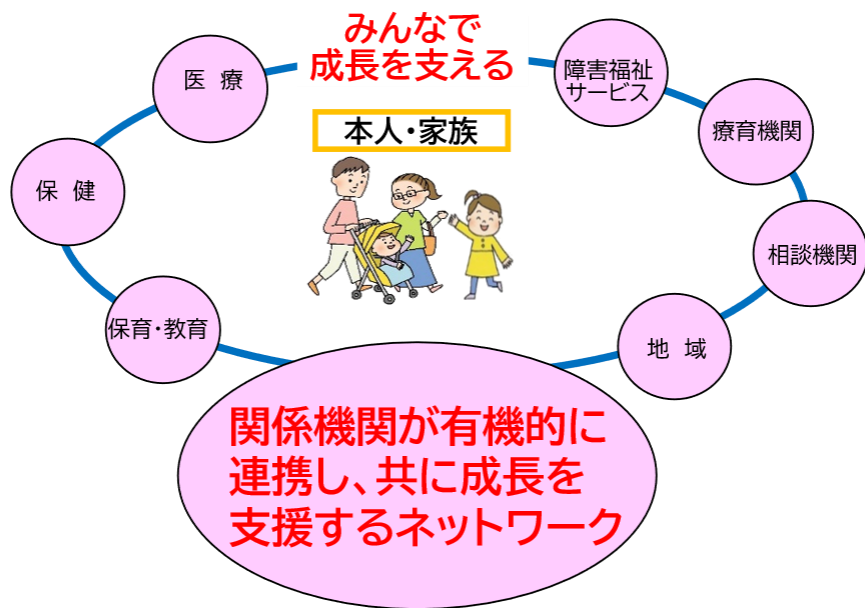 みんなで
成長を支える
本人・家族
医 療
保 健
保育・教育
障害福祉
サービス
療育機関
相談機関
地 域
関係機関が有機的に
連携し、共に成長を
支援するネットワーク